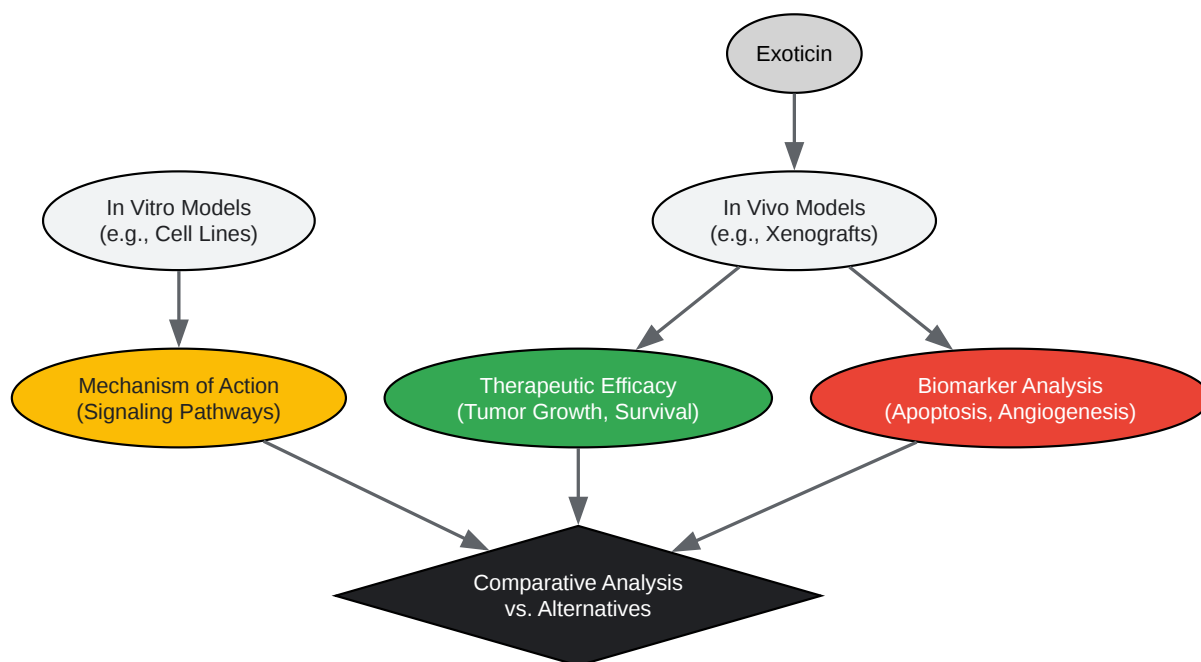 Exoticin
In Vitro Models
(e.g., Cell Lines)
In Vivo Models
(e.g., Xenografts)
Mechanism of Action
(Signaling Pathways)
Therapeutic Efficacy
(Tumor Growth, Survival)
Biomarker Analysis
(Apoptosis, Angiogenesis)
Comparative Analysis
vs. Alternatives